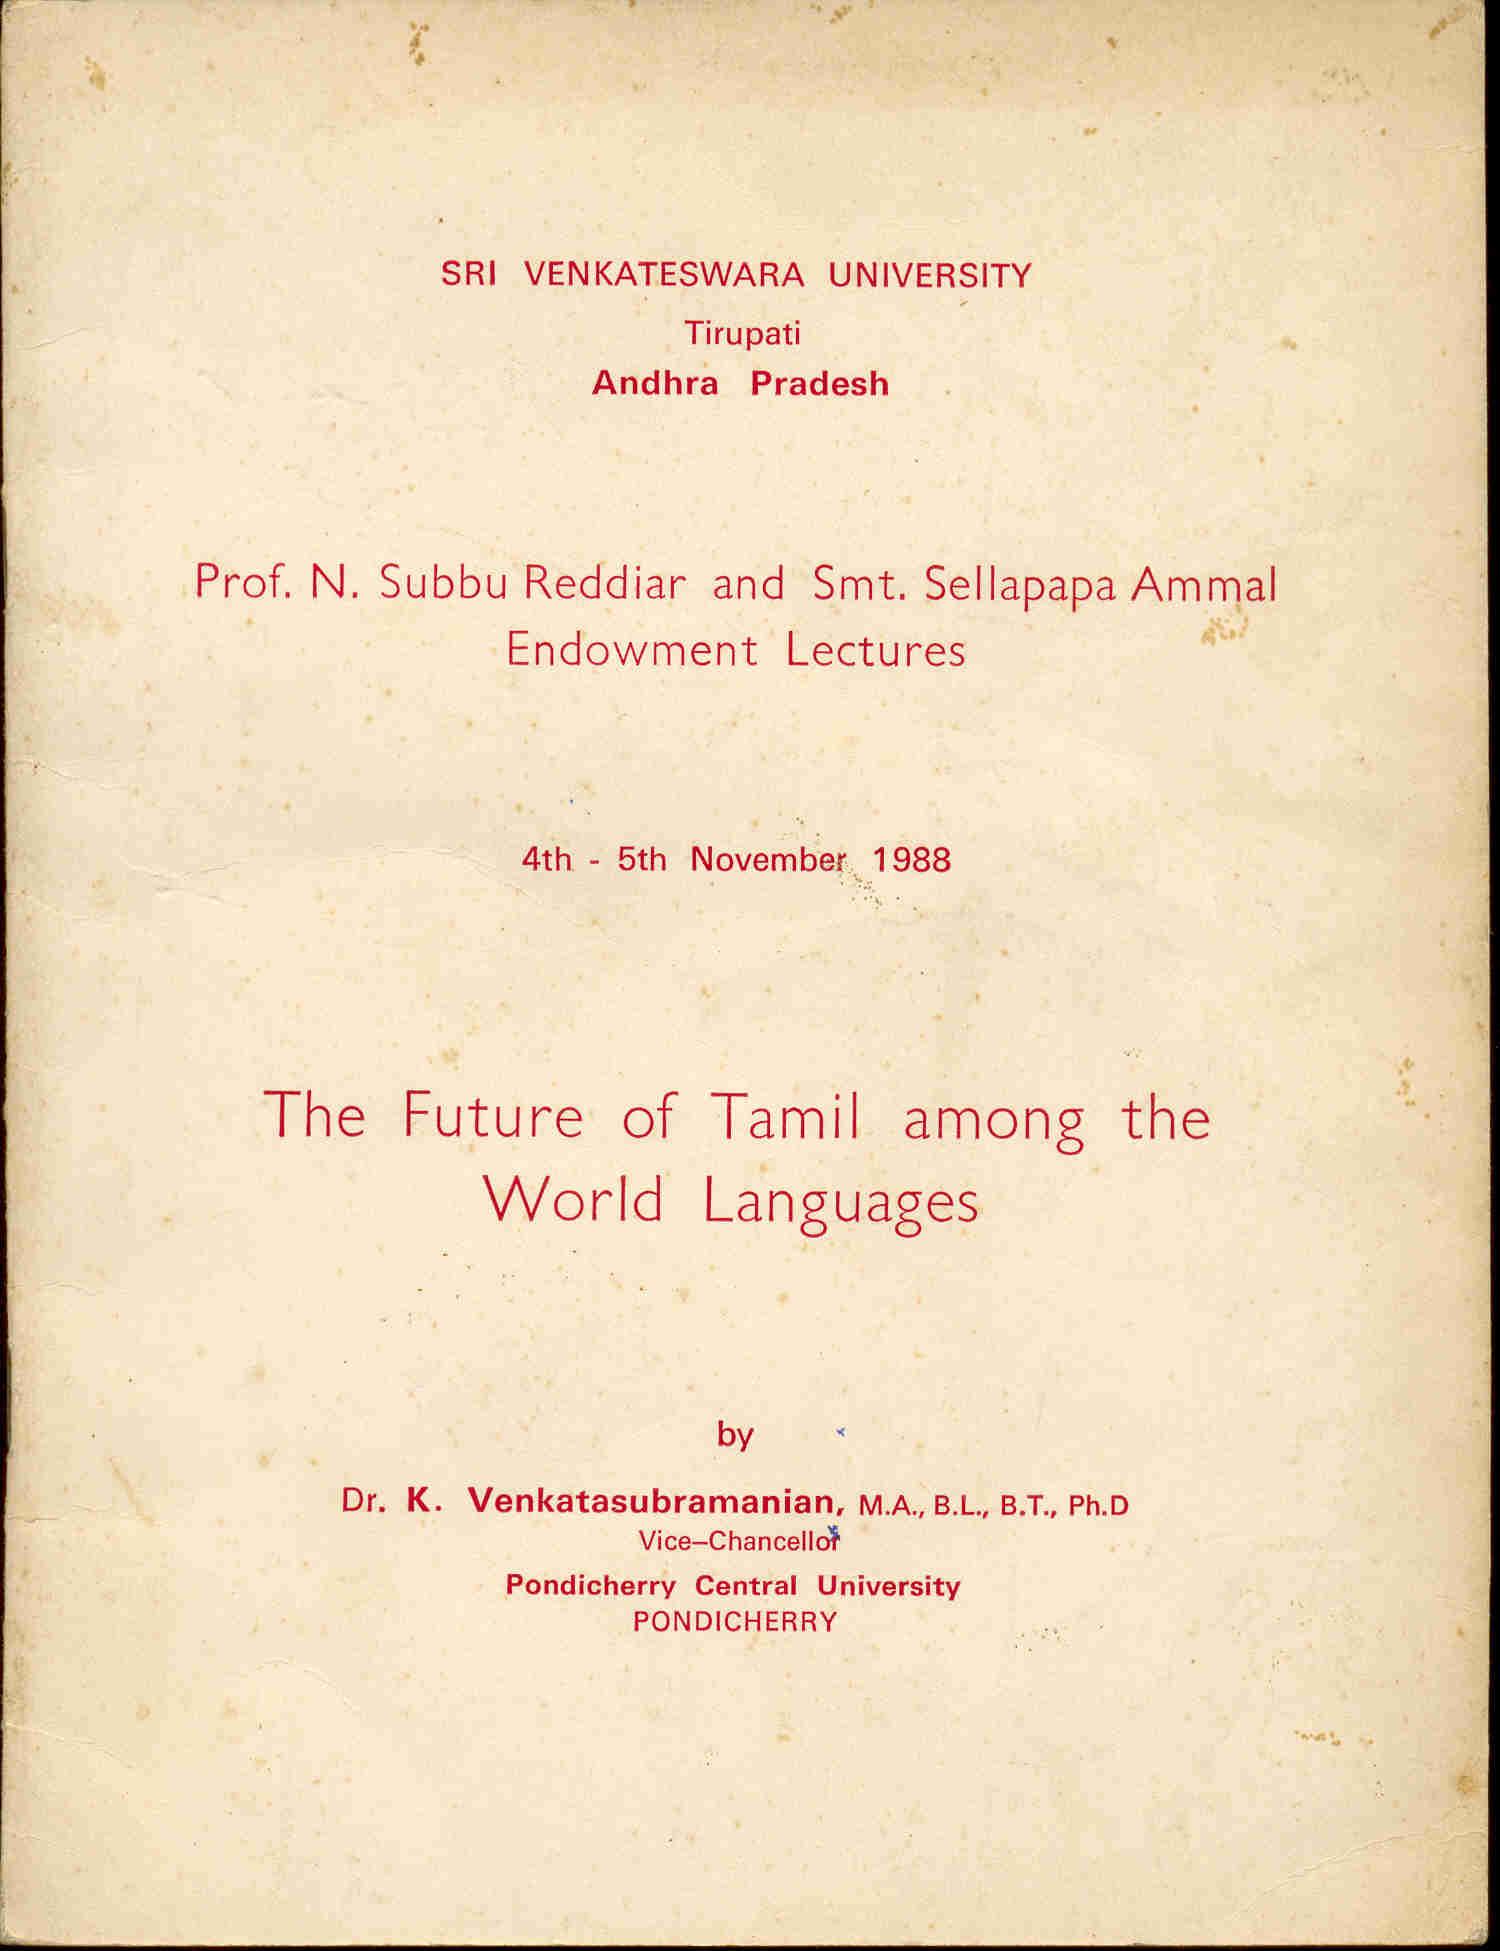 SRI VENKATESWARA UNIVERSITY
Tirupati
Andhra Pradesh
Prof. N. Subbu Reddiar and Smt. Sellapapa Ammal
Endowment Lectures
4th - 5th November 1988
The Future of Tamil among the
World Languages
by
Dr. K. Venkatasubramanian, M.A., B.L., B.T., Ph.D
Vice–Chancellor
Pondicherry Central University
PONDICHERRY